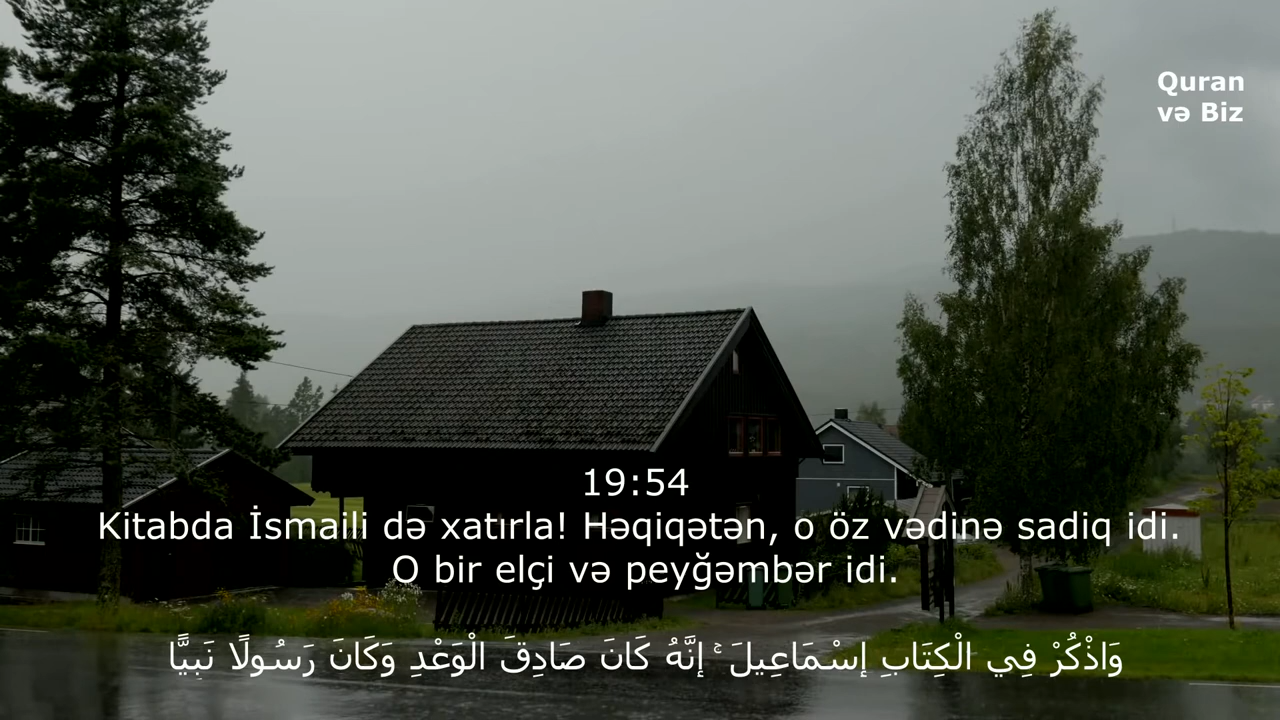 Quran
və Biz
19:54
Kitabda İsmaili də xatırla! Həqiqətən, o öz vədinə sadiq idi.
O bir elçi və peyğəmbər idi.
وَاذْكُرْ فِي الْكِتَابِ إِسْمَاعِيلَ ۚ إِنَّهُ كَانَ صَادِقَ الْوَعْدِ وَكَانَ رَسُولًا نَبِيًّا